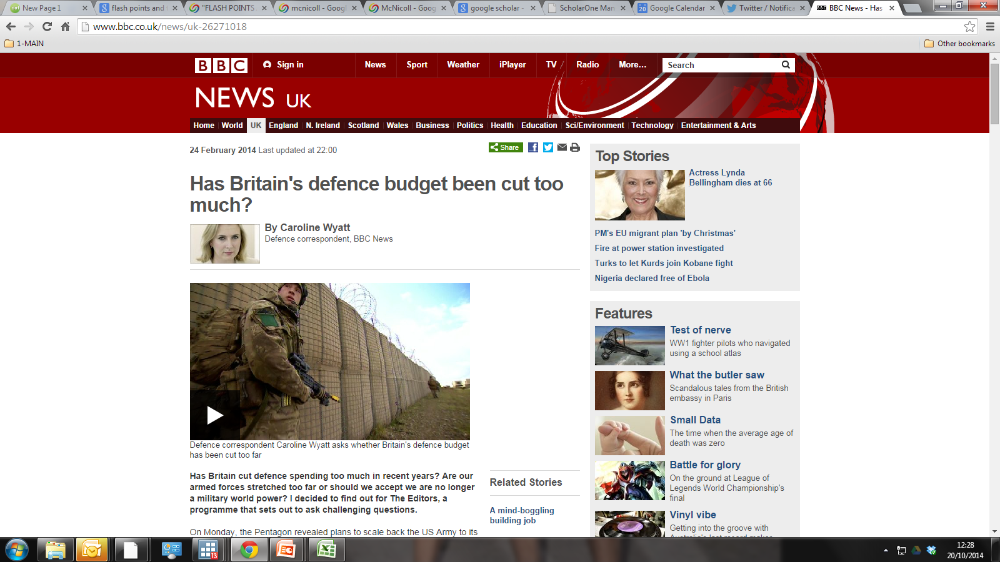 dot New Page 1
flash points and
"FLASH POINTS
mcnicoll - Googl
McNicoll - Goog
google scholar -
ScholarOne Man
20 Google Calendar
Twitter / Notifica
BBC BBC News - Has
www.bbc.co.uk/news/uk-26271018
1-MAIN
Other bookmarks
BBC
Sign in
News
Sport
Weather
iPlayer
TV
Radio
More...
Search
NEWS UK
Home World UK England N. Ireland Scotland Wales Business Politics Health Education Sci/Environment Technology Entertainment & Arts
24 February 2014 Last updated at 22:00
Share
Has Britain's defence budget been cut too
much?
By Caroline Wyatt
Defence correspondent, BBC News
Defence correspondent Caroline Wyatt asks whether Britain's defence budget
has been cut too far
Has Britain cut defence spending too much in recent years? Are our
armed forces stretched too far or should we accept we are no longer
a military world power? I decided to find out for The Editors, a
programme that sets out to ask challenging questions.
On Monday, the Pentagon revealed plans to scale back the US Army to its
Related Stories
A mind-boggling
building job
Top Stories
Actress Lynda
Bellingham dies at 66
PM's EU migrant plan 'by Christmas'
Fire at power station investigated
Turks to let Kurds join Kobane fight
Nigeria declared free of Ebola
Features
Test of nerve
WW1 fighter pilots who navigated
using a school atlas
What the butler saw
Scandalous tales from the British
embassy in Paris
Small Data
The time when the average age of
death was zero
Battle for glory
On the ground at League of
Legends World Championship's
final
Vinyl vibe
Getting into the groove with
Australia's last record maker
13
12:28
20/10/2014